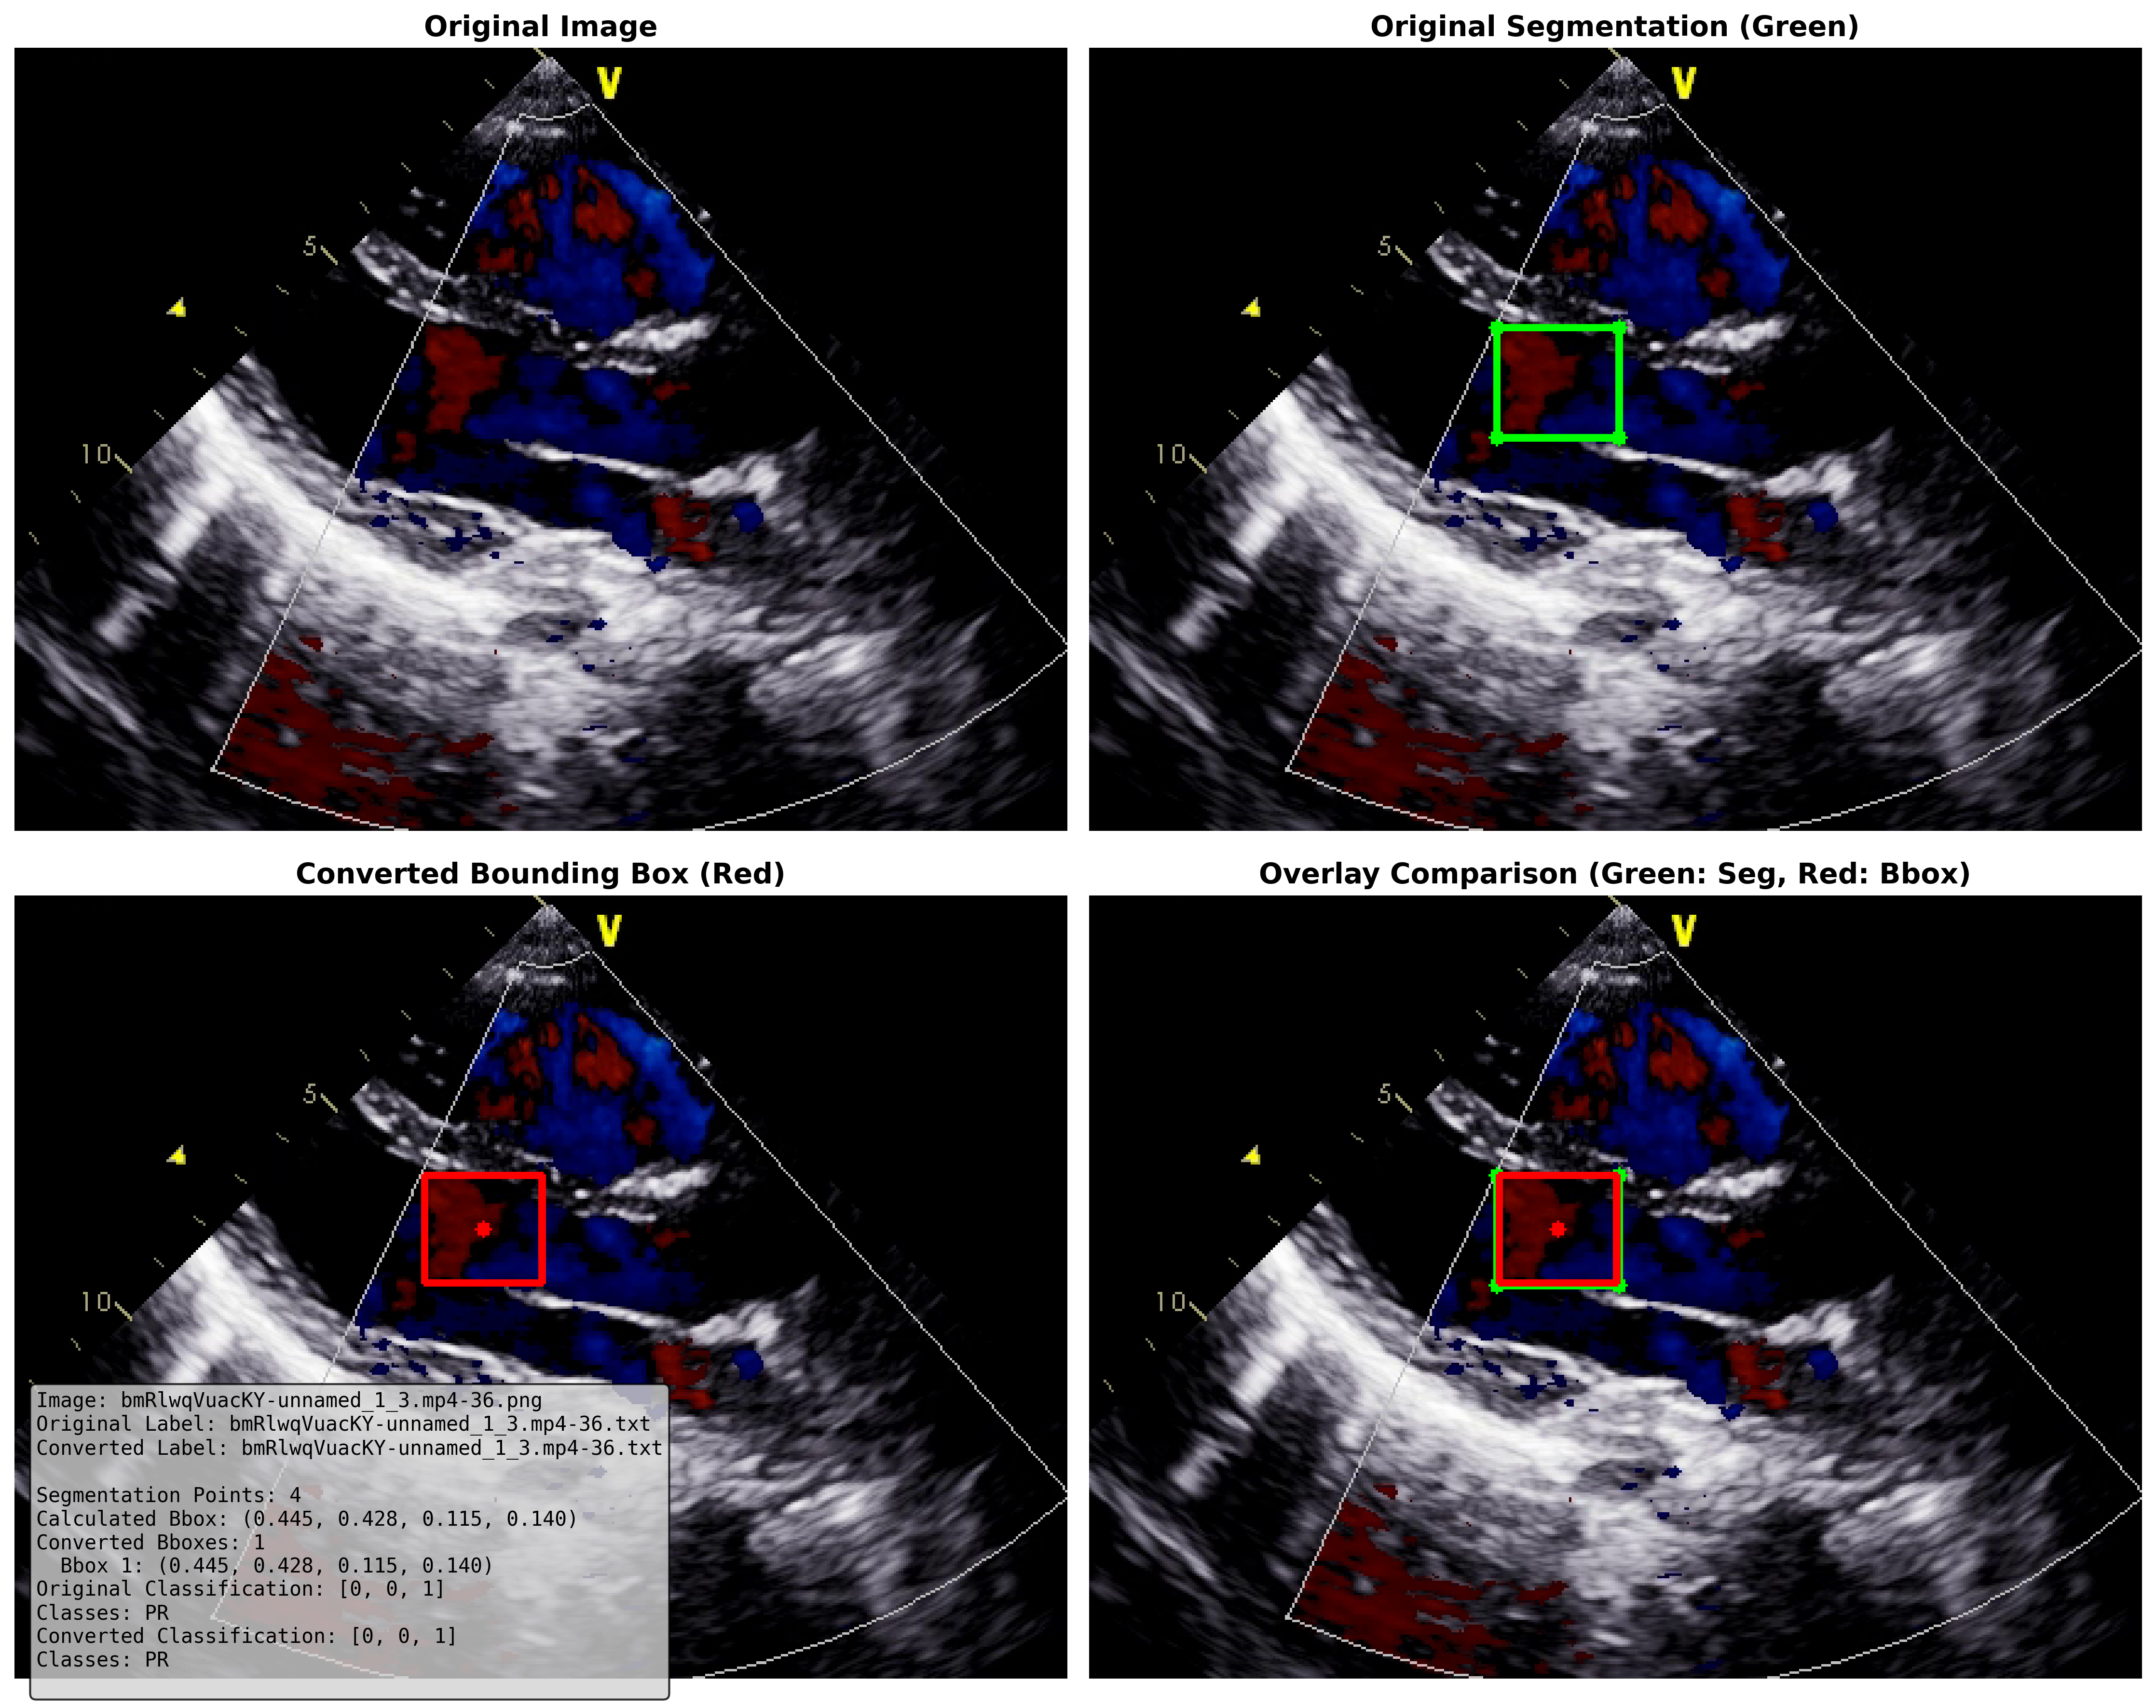 Original Image
Original Segmentation (Green)
V
5
10
V
5
10
Converted Bounding Box (Red)
Overlay Comparison (Green: Seg, Red: Bbox)
V
5
10
V
5
10
Image: bmRlwqVuacKY-unnamed_1_3.mp4-36.png
Original Label: bmRlwqVuacKY-unnamed_1_3.mp4-36.txt
Converted Label: bmRlwqVuacKY-unnamed_1_3.mp4-36.txt
Segmentation Points: 4
Calculated Bbox: (0.445, 0.428, 0.115, 0.140)
Converted Bboxes: 1
Bbox 1: (0.445, 0.428, 0.115, 0.140)
Original Classification: [0, 0, 1]
Classes: PR
Converted Classification: [0, 0, 1]
Classes: PR